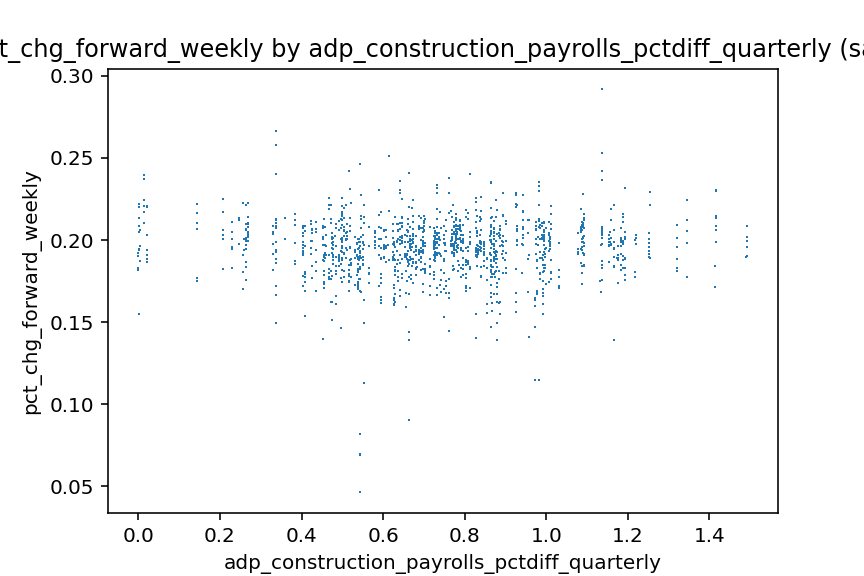 t_chg_forward_weekly by adp_construction_payrolls_pctdiff_quarterly (sa
0.30
0.25
0.20
0.15
0.10
0.05
pct_chg_forward_weekly
0.0 0.2 0.4 0.6 0.8 1.0 1.2 1.4
adp_construction_payrolls_pctdiff_quarterly